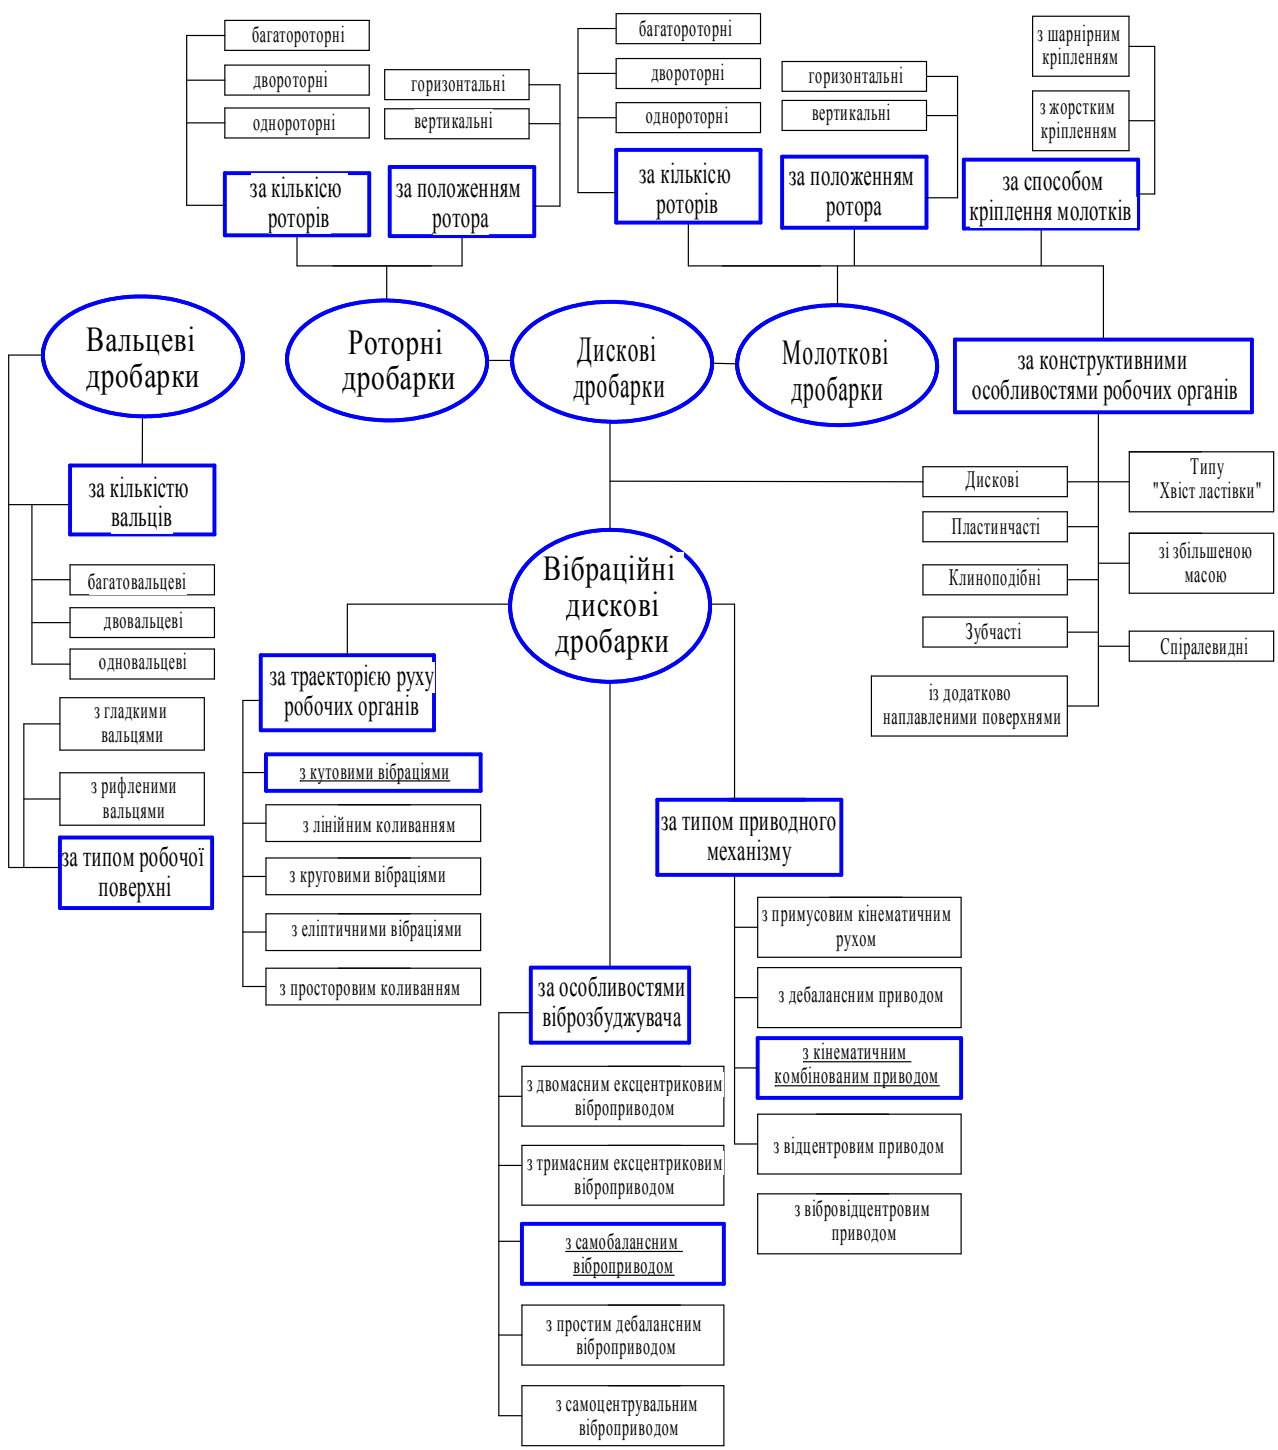 багатороторні
двороторні
однороторні
горизонтальні
вертикальні
за кількісю
роторів
за положенням
ротора
багатороторні
двороторні
однороторні
горизонтальні
вертикальні
з шарнірним
кріпленням
з жорстким
кріпленням
за кількісю
роторів
за положенням
ротора
за способом
кріплення молотків
Вальцеві
дробарки
Роторні
дробарки
Дискові
дробарки
Молоткові
дробарки
за конструктивними
особливостями робочих органів
за кількістю
вальців
багатовальцеві
двовальцеві
одновальцеві
з гладкими
вальцями
з рифленими
вальцями
за типом робочої
поверхні
Дискові
Пластинчасті
Клиноподібні
Зубчасті
із додатково
наплавленими поверхнями
Типу
"Хвіст ластівки"
зі збільшеною
масою
Спіралевидні
Вібраційні
дискові
дробарки
за траекторією руху
робочих органів
з кутовими вібраціями
з лінійним коливанням
з круговими вібраціями
з еліптичними вібраціями
з просторовим коливанням
за особливостями
віброзбуджувача
з двомасним ексцентриковим
віброприводом
з тримасним ексцентриковим
віброприводом
з самобалансним
віброприводом
з простим дебалансним
віброприводом
з самоцентрувальним
віброприводом
за типом приводного
механізму
з примусовим кінематичним
рухом
з дебалансним приводом
з кінематичним
комбінованим приводом
з відцентровим приводом
з вібровідцентровим
приводом